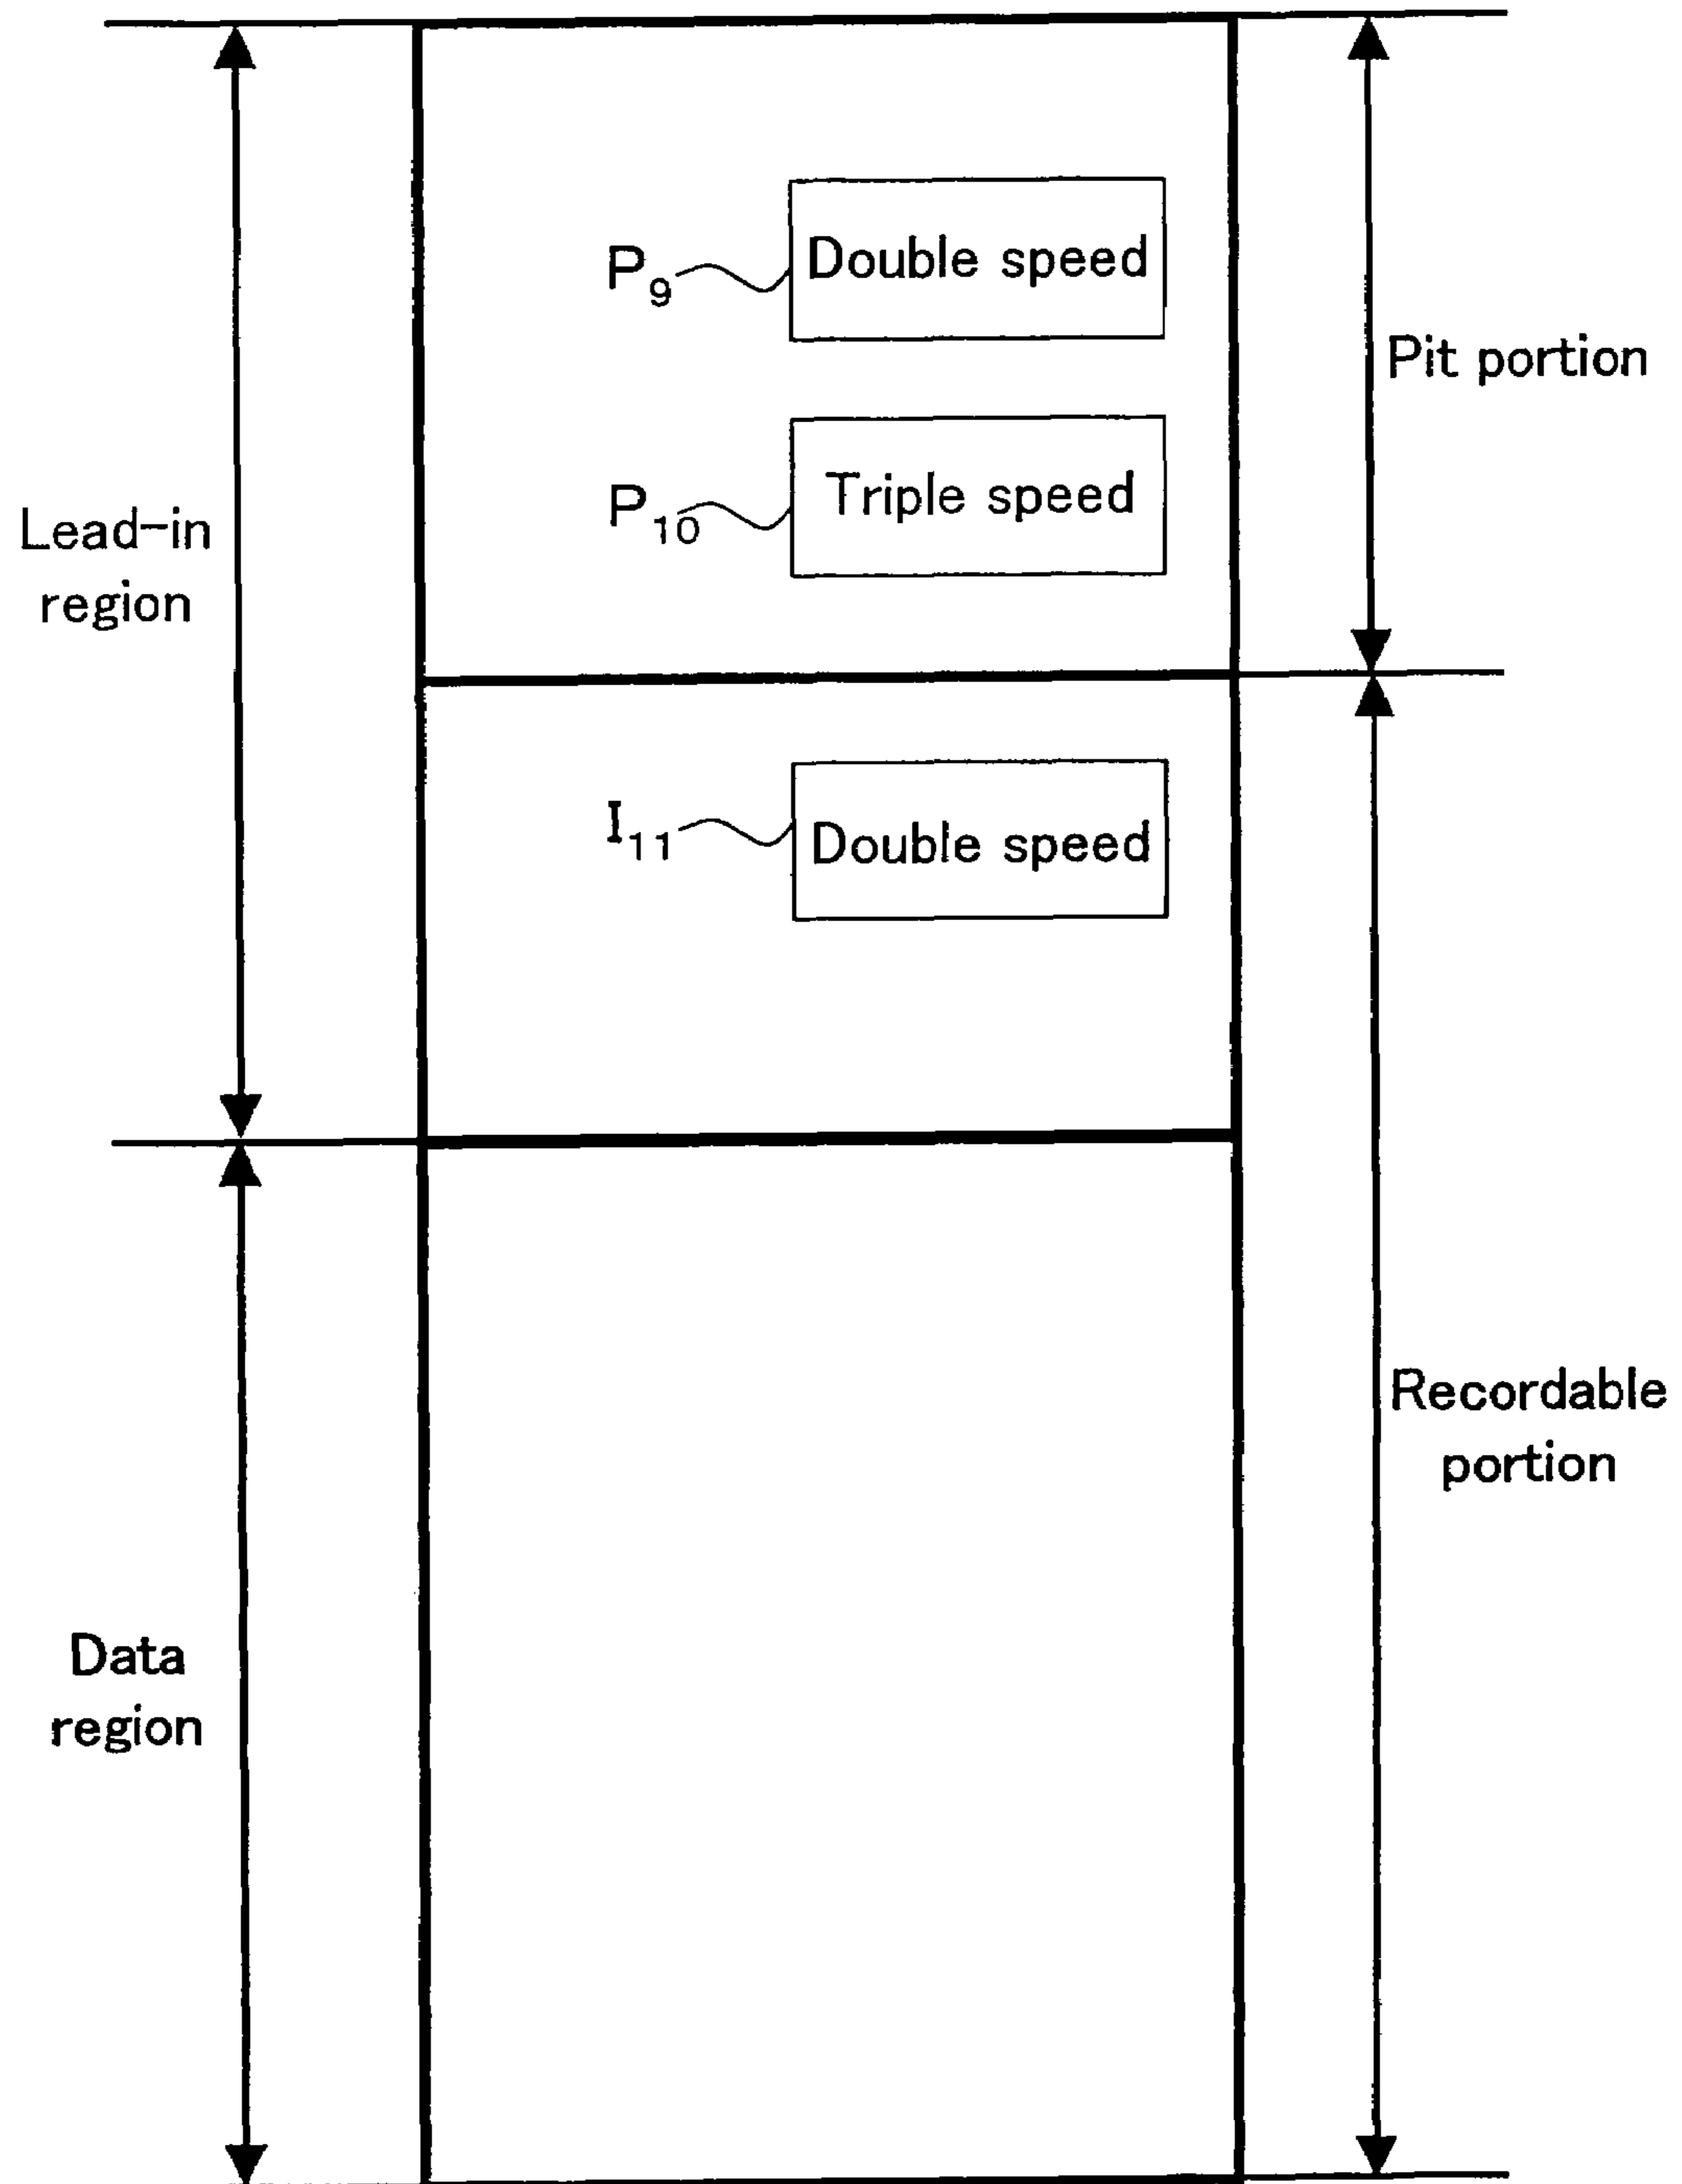 P9
Double speed
Pit portion
P10
Triple speed
Lead-in
region
I11
Double speed
Recordable
portion
Data
region